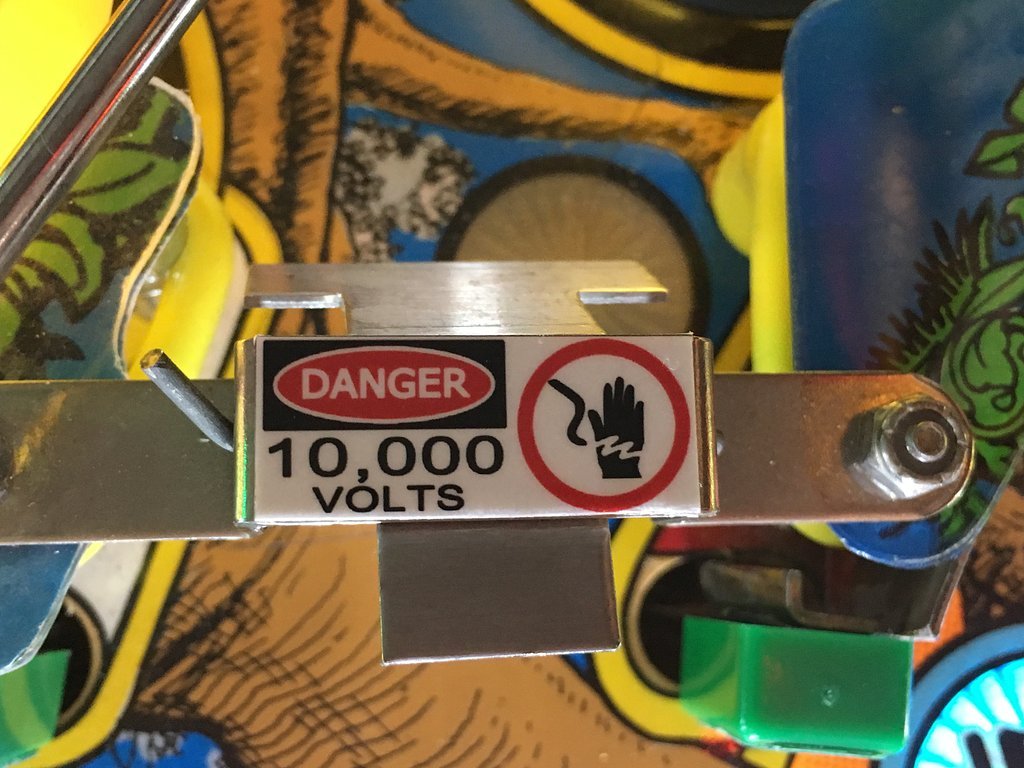 DANGER
10,000
VOLTS